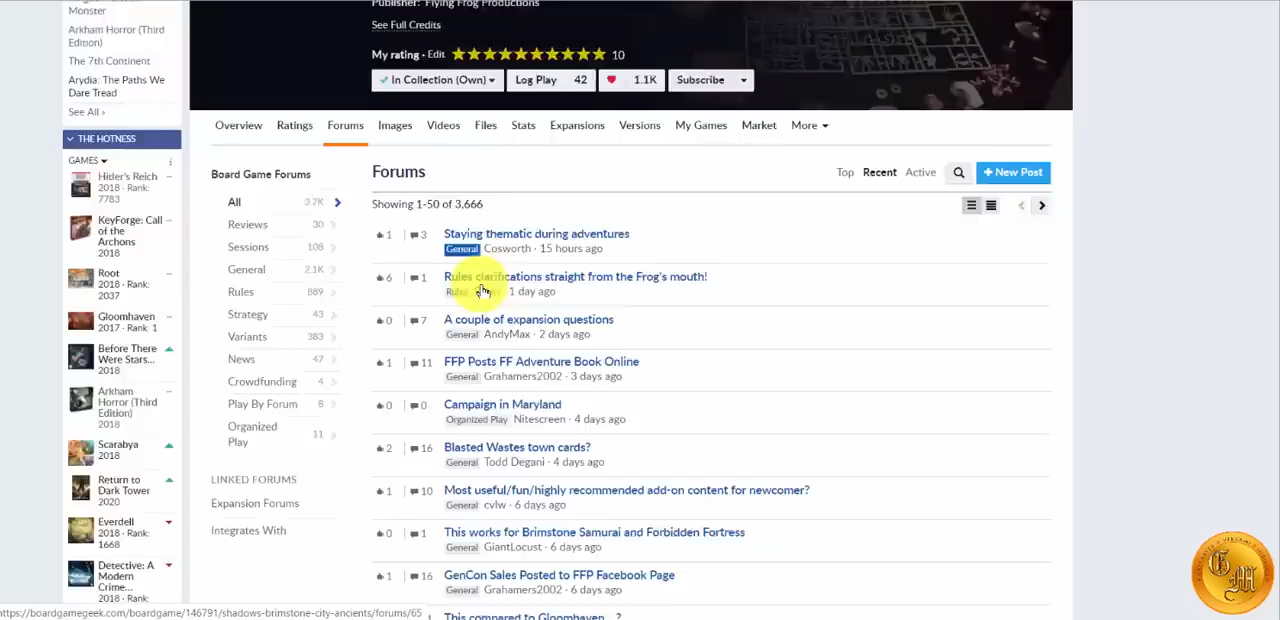 Monster
Publisher: Flying Frog Productions
Arkham Horror (Third
Edition)
See Full Credits
The 7th Continent
My rating · Edit 10
Arydia: The Paths We
Dare Tread
In Collection (Own) Log Play 42 1.1K Subscribe
See All ›
THE HOTNESS
Overview Ratings Forums Images Videos Files Stats Expansions Versions My Games Market More
GAMES
Hitler's Reich
2018 · Rank:
7783
KeyForge: Call
of the
Archons
2018
Root
2018 · Rank:
2037
Gloomhaven
2017 · Rank: 1
Before There
Were Stars...
2018
Arkham
Horror (Third
Edition)
2018
Scarabya
2018
Return to
Dark Tower
2020
Everdell
2018 · Rank:
1668
Detective: A
Modern
Crime...
2018 · Rank:
Board Game Forums
All 3.7K
Reviews 30
Sessions 108
General 2.1K
Rules 889
Strategy 43
Variants 383
News 47
Crowdfunding 4
Play By Forum 8
Organized
Play 11
LINKED FORUMS
Expansion Forums
Integrates With
Forums Top Recent Active + New Post
Showing 1-50 of 3,666
1 3 Staying thematic during adventures
General Cosworth · 15 hours ago
6 1 Rules clarifications straight from the Frog's mouth!
Rules 1 day ago
0 7 A couple of expansion questions
General AndyMax · 2 days ago
1 11 FFP Posts FF Adventure Book Online
General Grahamers2002 · 3 days ago
0 0 Campaign in Maryland
Organized Play Nitescreen · 4 days ago
2 16 Blasted Wastes town cards?
General Todd Degani · 4 days ago
1 10 Most useful/fun/highly recommended add-on content for newcomer?
General cvlw · 6 days ago
0 1 This works for Brimstone Samurai and Forbidden Fortress
General GiantLocust · 6 days ago
1 16 GenCon Sales Posted to FFP Facebook Page
General Grahamers2002 · 6 days ago
This compared to Gloomhaven...?
https://boardgamegeek.com/boardgame/146791/shadows-brimstone-city-ancients/forums/65
GM